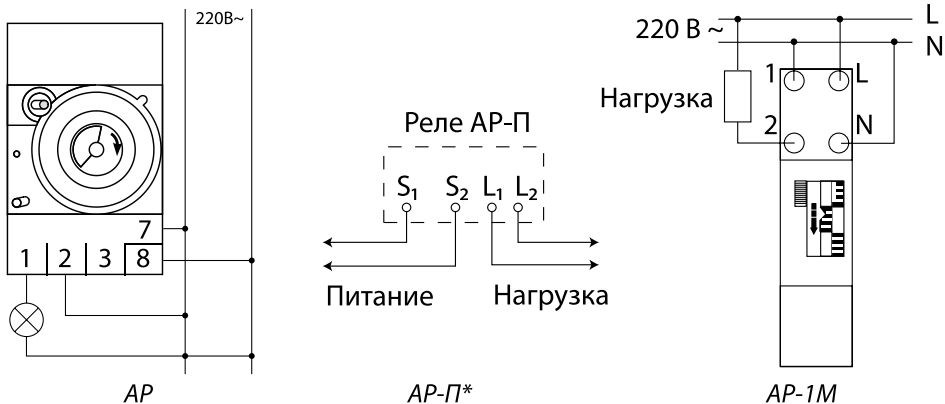 220В~
7
1 2 3 8
АР
Реле АР-П
S₁ S₂ L₁ L₂
Питание Нагрузка
АР-П*
220 В ~
L
N
Нагрузка
1 L
2 N
АР-1М